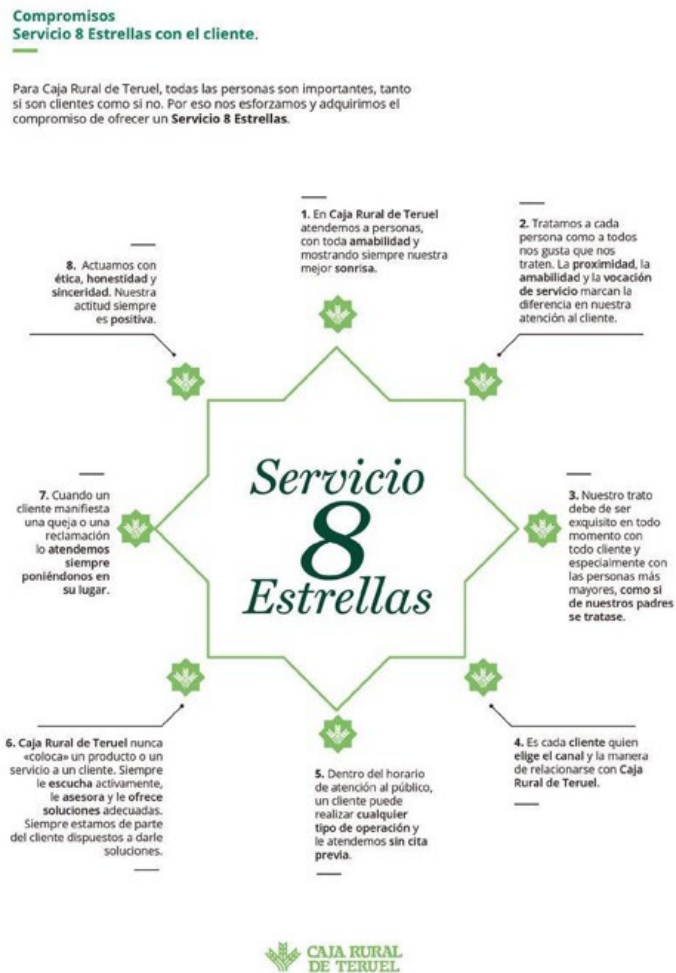 Compromisos
Servicio 8 Estrellas con el cliente.
Para Caja Rural de Teruel, todas las personas son importantes, tanto
si son clientes como si no. Por eso nos esforzamos y adquirimos el
compromiso de ofrecer un Servicio 8 Estrellas.
1. En Caja Rural de Teruel
atendemos a personas,
con toda amabilidad y
mostrando siempre nuestra
mejor sonrisa.
2. Tratamos a cada
persona como a todos
nos gusta que nos
traten. La proximidad, la
amabilidad y la vocación
de servicio marcan la
diferencia en nuestra
atención al cliente.
3. Nuestro trato
debe de ser
exquisito en todo
momento con
todo cliente y
especialmente con
las personas más
mayores, como si
de nuestros padres
se tratase.
4. Es cada cliente quien
elige el canal y la manera
de relacionarse con Caja
Rural de Teruel.
5. Dentro del horario
de atención al público,
un cliente puede
realizar cualquier
tipo de operación y
le atendemos sin cita
previa.
6. Caja Rural de Teruel nunca
«coloca» un producto o un
servicio a un cliente. Siempre
le escucha activamente,
le asesora y le ofrece
soluciones adecuadas.
Siempre estamos de parte
del cliente dispuestos a darle
soluciones.
7. Cuando un
cliente manifiesta
una queja o una
reclamación
lo atendemos
siempre
poniéndonos en
su lugar.
8. Actuamos con
ética, honestidad y
sinceridad. Nuestra
actitud siempre
es positiva.
Servicio
8
Estrellas
CAJA RURAL
DE TERUEL